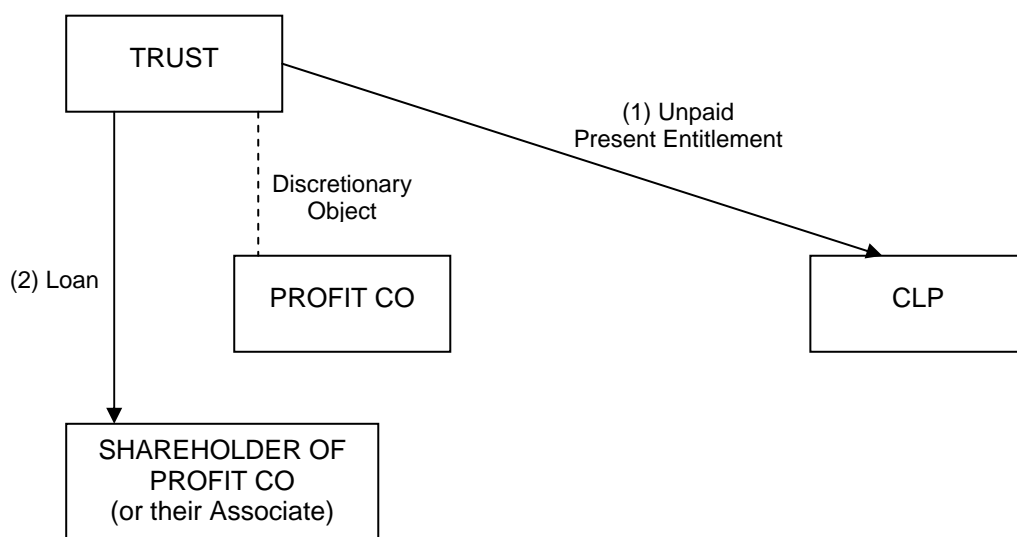 TRUST
(1) Unpaid
Present Entitlement
Discretionary
Object
(2) Loan
PROFIT CO
CLP
SHAREHOLDER OF
PROFIT CO
(or their Associate)